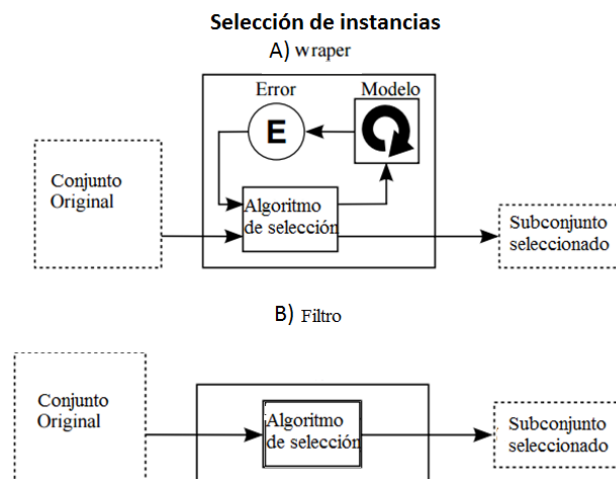 Selección de instancias
A) wraper
Error
Modelo
E
Conjunto
Original
Algoritmo
de selección
Subconjunto
seleccionado
B) Filtro
Conjunto
Original
Algoritmo
de selección
Subconjunto
seleccionado